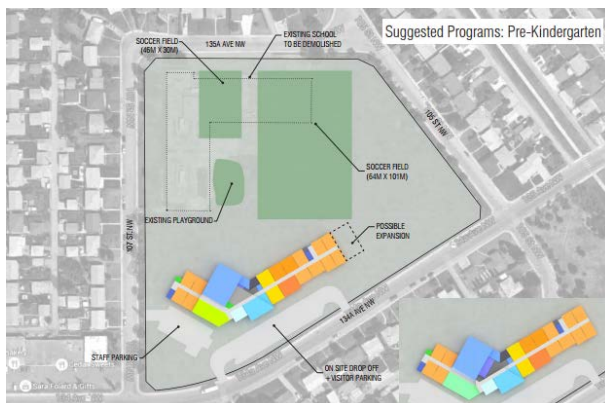 Suggested Programs: Pre-Kindergarten
SOCCER FIELD
(46M X 30M)
135A AVE NW
EXISTING SCHOOL
TO BE DEMOLISHED
105 ST NW
SOCCER FIELD
(64M X 101M)
EXISTING PLAYGROUND
107 ST NW
POSSIBLE
EXPANSION
134A AVE NW
STAFF PARKING
ON SITE DROP OFF
+ VISITOR PARKING